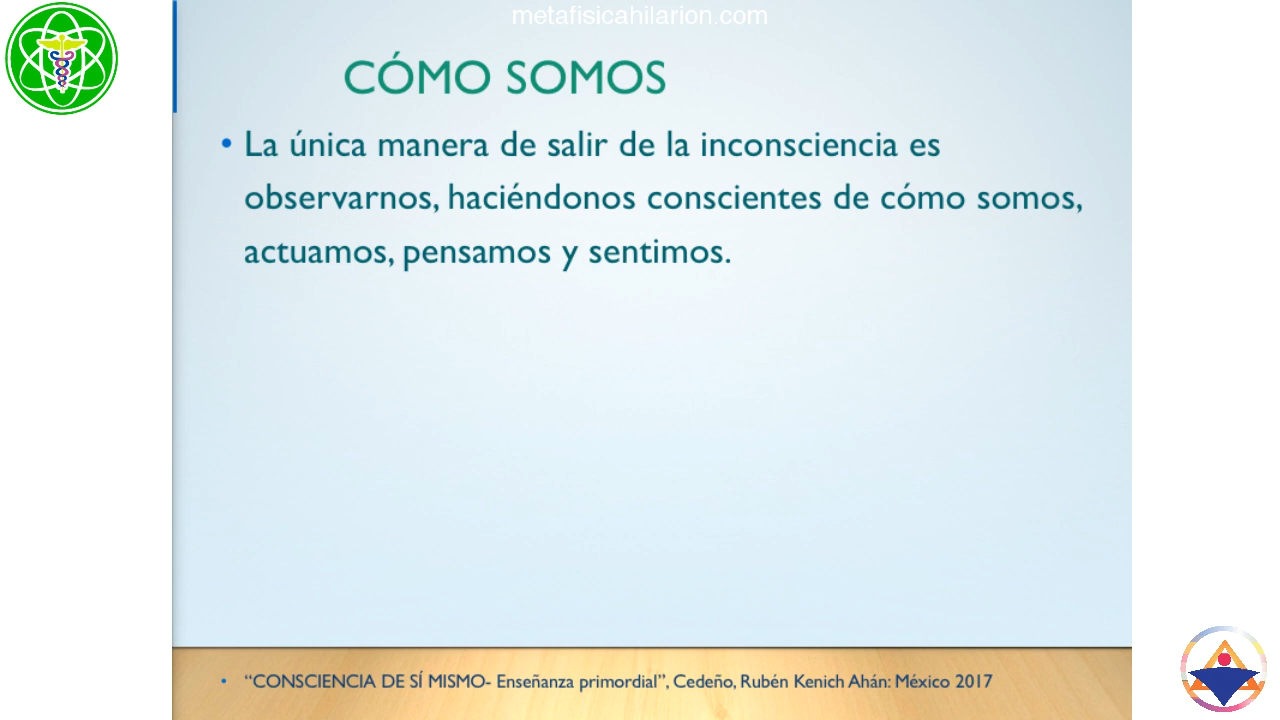 metafisicahilarion.com
CÓMO SOMOS
• La única manera de salir de la inconsciencia es
observarnos, haciéndonos conscientes de cómo somos,
actuamos, pensamos y sentimos.
• “CONSCIENCIA DE SÍ MISMO- Enseñanza primordial”, Cedeño, Rubén Kenich Ahán: México 2017